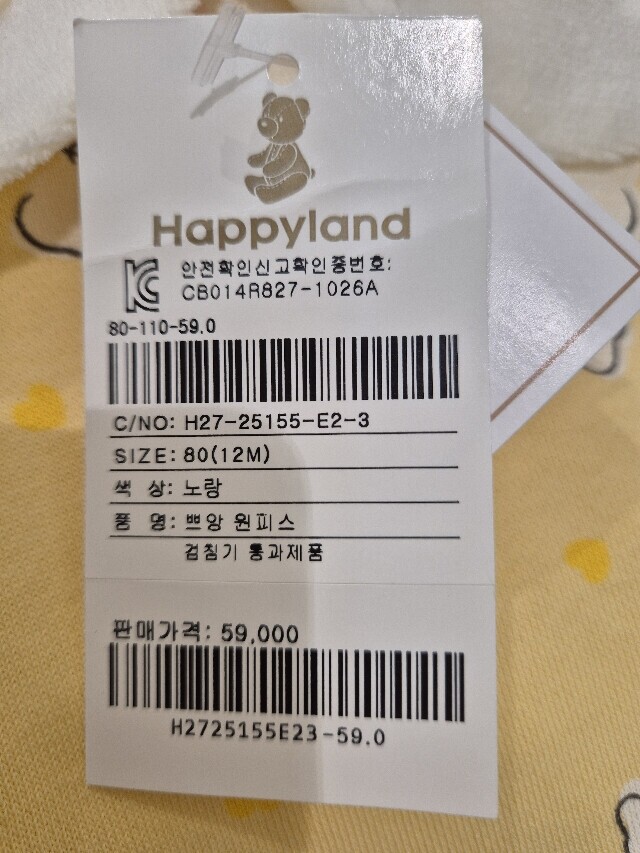 Happyland
안전확인신고확인증번호:
CB014R827-1026A
80-110-59.0
C/NO: H27-25155-E2-3
SIZE: 80(12M)
색 상: 노랑
품 명: 쁘앙 원피스
검침기 통과제품
판매가격: 59,000
H2725155E23-59.0